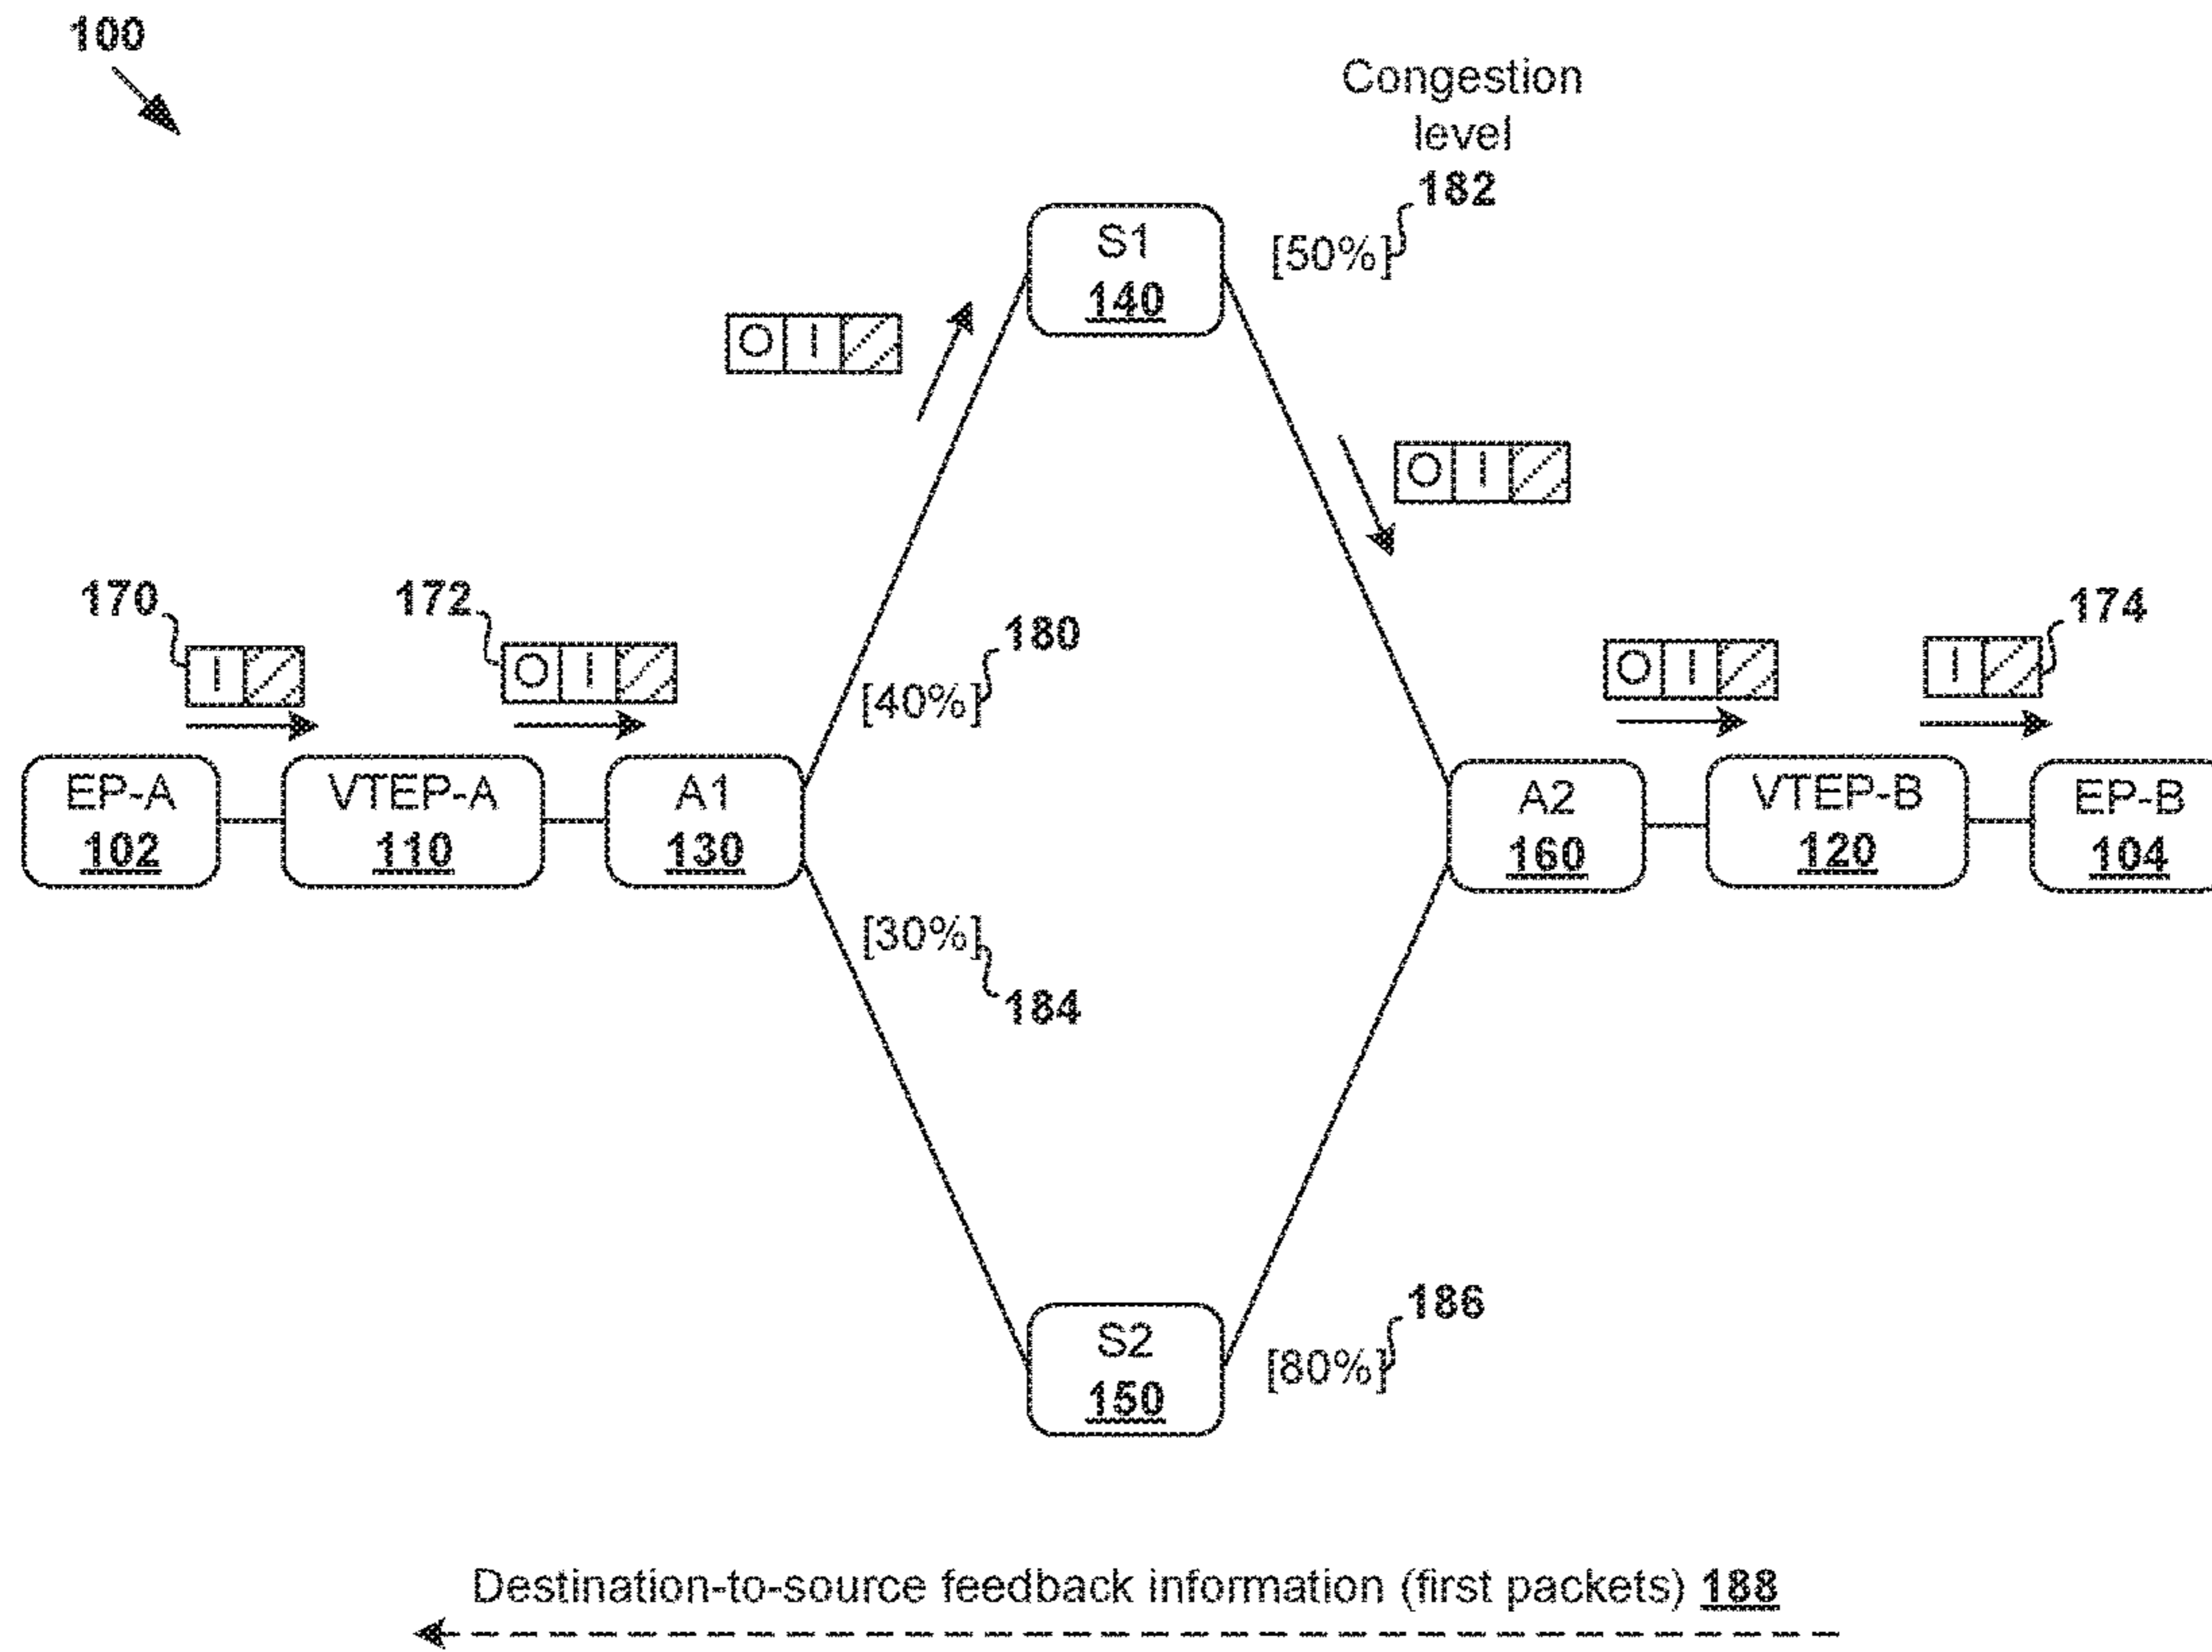 100
Congestion
level
182
S1
140
[50%]
O I
O I
170
172
180
174
I
O I
[40%]
O I
I
EP-A
102
VTEP-A
110
A1
130
A2
160
VTEP-B
120
EP-B
104
[30%]
184
186
S2
150
[80%]
Destination-to-source feedback information (first packets) 188